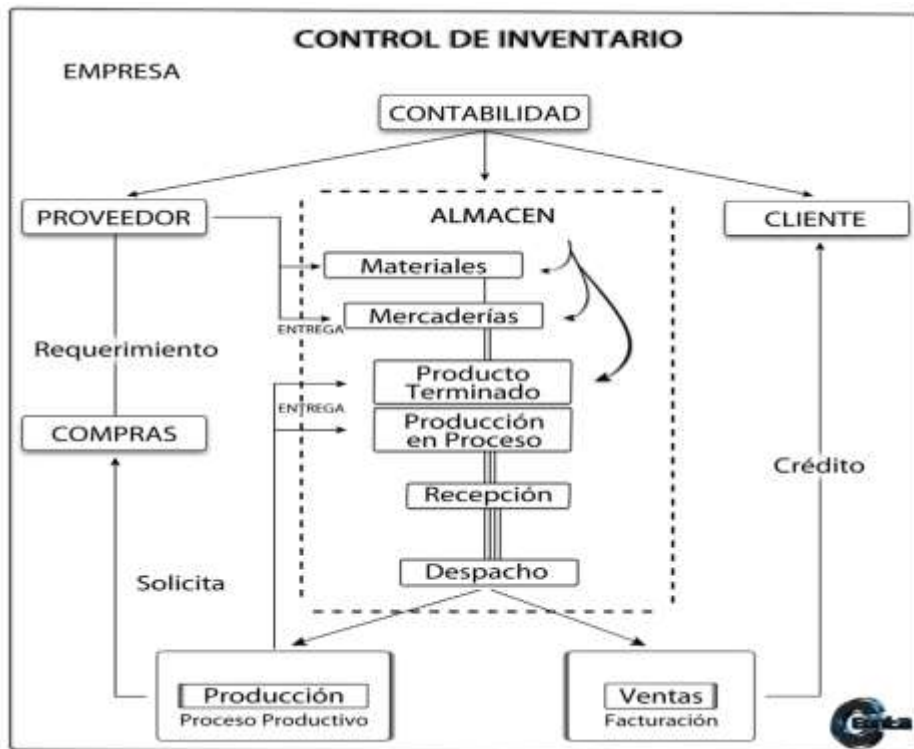 CONTROL DE INVENTARIO
EMPRESA
CONTABILIDAD
PROVEEDOR
ALMACEN
CLIENTE
Materiales
Mercaderías
ENTREGA
Requerimiento
Producto
Terminado
ENTREGA
COMPRAS
Producción
en Proceso
Crédito
Recepción
Solicita
Despacho
Producción
Proceso Productivo
Ventas
Facturación